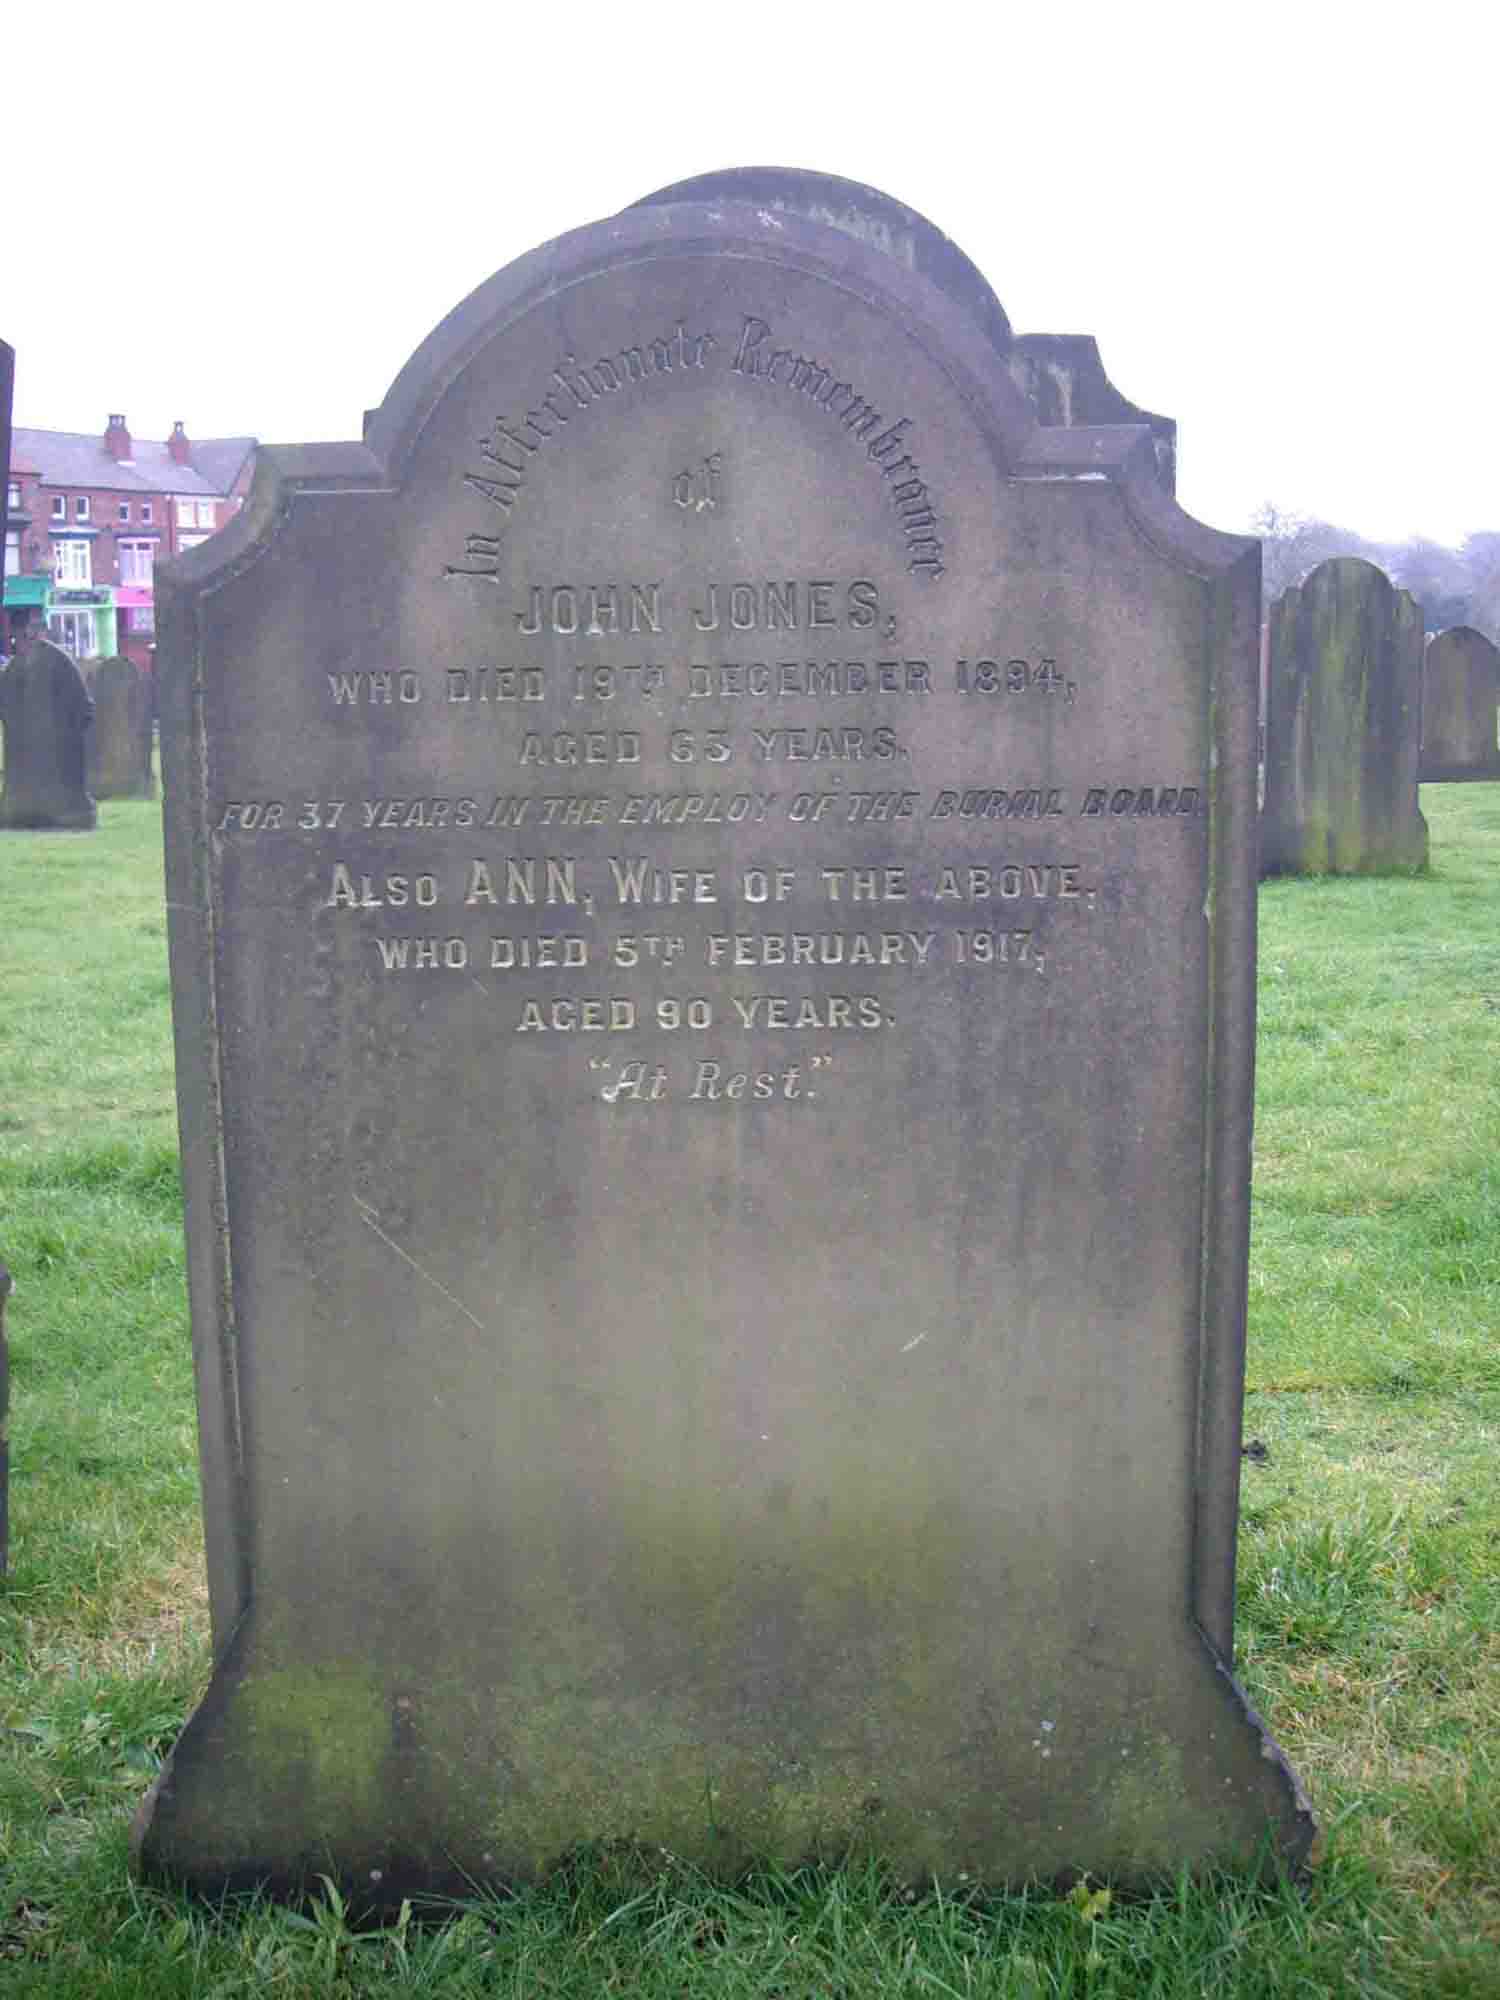 In Affectionate Remembrance
of
JOHN JONES,
WHO DIED 19TH DECEMBER 1894,
AGED 65 YEARS.
FOR 37 YEARS IN THE EMPLOY OF THE BURIAL BOARD.
ALSO ANN, WIFE OF THE ABOVE,
WHO DIED 5TH FEBRUARY 1917,
AGED 90 YEARS.
"At Rest."